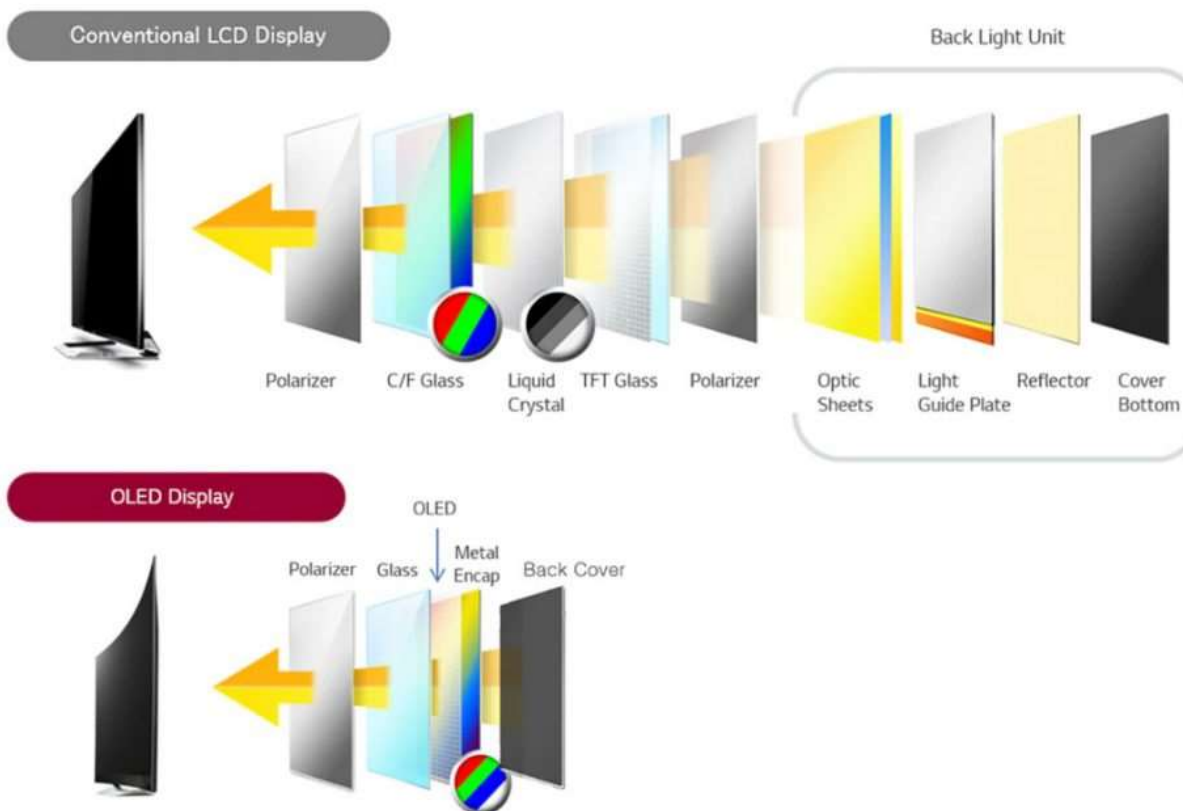 Conventional LCD Display
Back Light Unit
Polarizer
C/F Glass
Liquid
Crystal
TFT Glass
Polarizer
Optic
Sheets
Light
Guide Plate
Reflector
Cover
Bottom
OLED Display
OLED
Polarizer
Glass
Metal
Encap
Back Cover